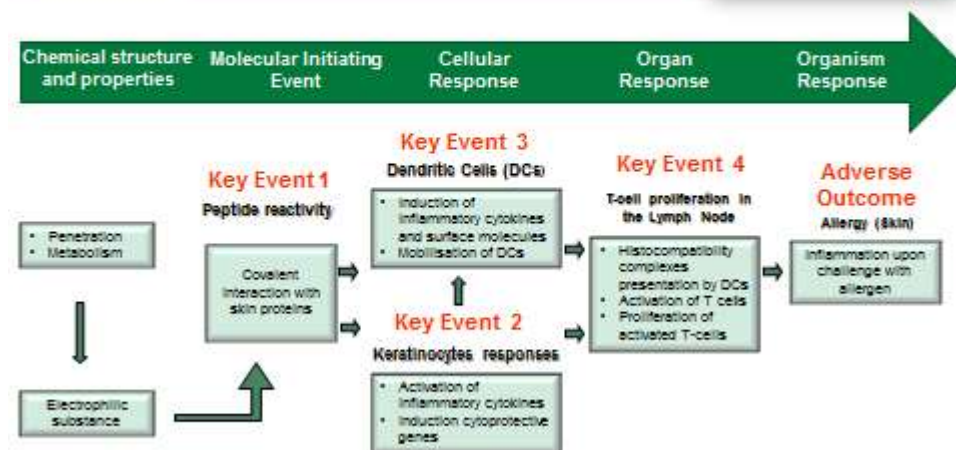 Chemical structure
and properties
Molecular Initiating
Event
Cellular
Response
Organ
Response
Organism
Response
Penetration
Metabolism
Electrophilic
substance
Key Event 1
Peptide reactivity
Covalent
interaction with
skin proteins
Key Event 3
Dendritic Cells (DCs)
Induction of
inflammatory cytokines
and surface molecules
Mobilisation of DCs
Key Event 2
Keratinocytes responses
Activation of
inflammatory cytokines
Induction cytoprotective
genes
Key Event 4
T-cell proliferation in
the Lymph Node
Histocompatibility
complexes
presentation by DCs
Activation of T cells
Proliferation of
activated T-cells
Adverse
Outcome
Allergy (Skin)
Inflammation upon
challenge with
allergen